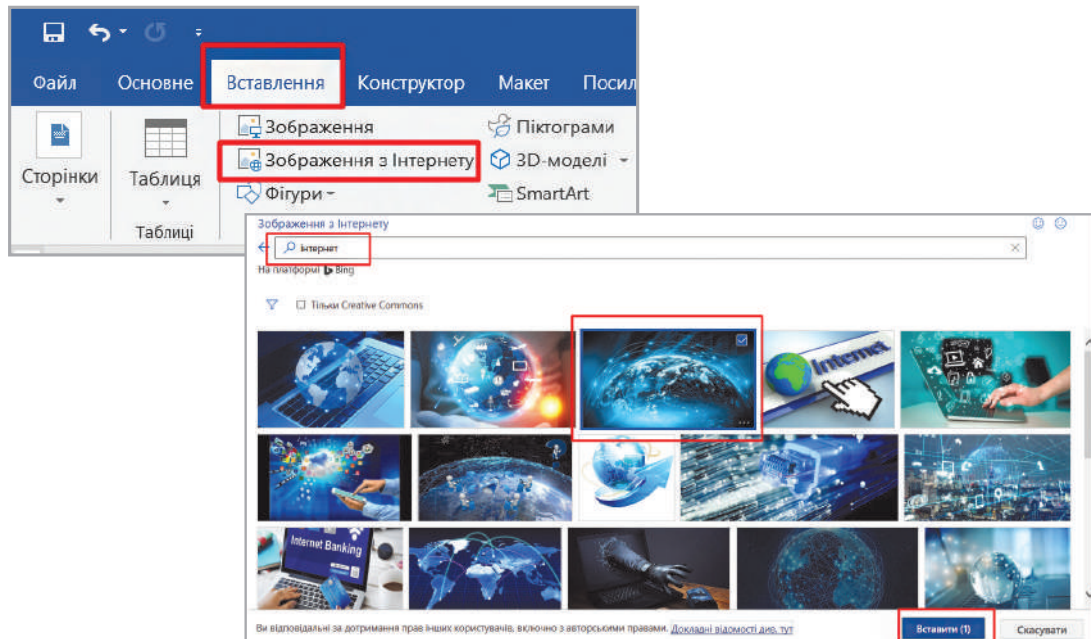 Файл Основне Вставлення Конструктор Макет Посил
Сторінки
Таблиця
Таблиці
Зображення
Зображення з Інтернету
Фігури
Піктограми
3D-моделі
SmartArt
Зображення з Інтернету
інтернет
На платформі Bing
Тільки Creative Commons
Internet
Internet Banking
Ви відповідальні за дотримання прав інших користувачів, включно з авторськими правами. Докладні відомості див. тут
Вставити (1) Скасувати